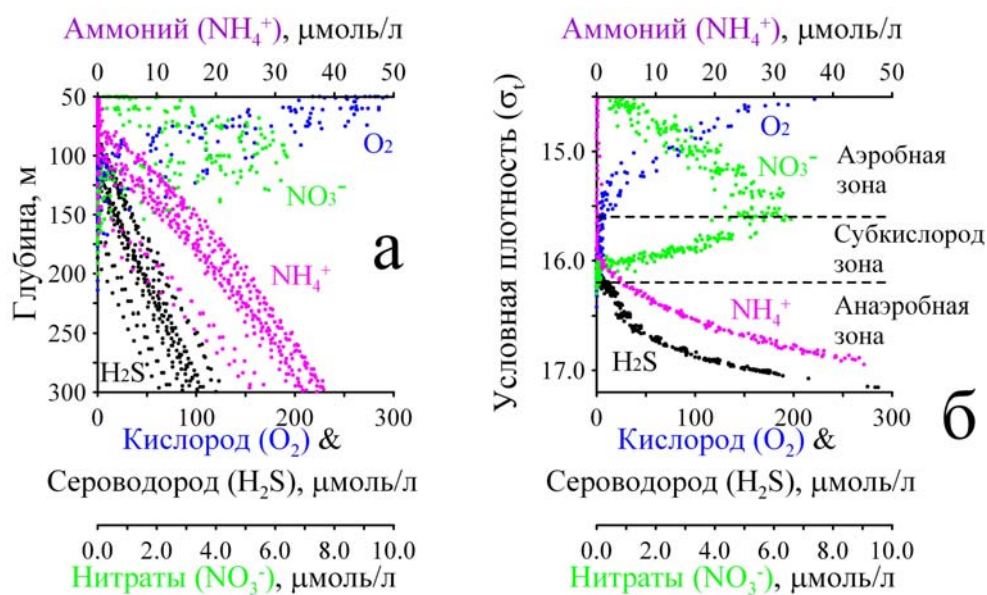 Аммоний (NH₄⁺), μмоль/л
0 10 20 30 40 50
Глубина, м
50
100
150
200
250
300
O₂
NO₃⁻
а
NH₄⁺
H₂S
0 100 200 300
Кислород (O₂) &
Сероводород (H₂S), μмоль/л
0.0 2.0 4.0 6.0 8.0 10.0
Нитраты (NO₃⁻), μмоль/л
Аммоний (NH₄⁺), μмоль/л
0 10 20 30 40 50
Условная плотность (σₜ)
15.0
16.0
17.0
O₂
NO₃⁻
Аэробная
зона
Субкислород
зона
Анаэробная
зона
NH₄⁺
H₂S
б
0 100 200 300
Кислород (O₂) &
Сероводород (H₂S), μмоль/л
0.0 2.0 4.0 6.0 8.0 10.0
Нитраты (NO₃⁻), μмоль/л